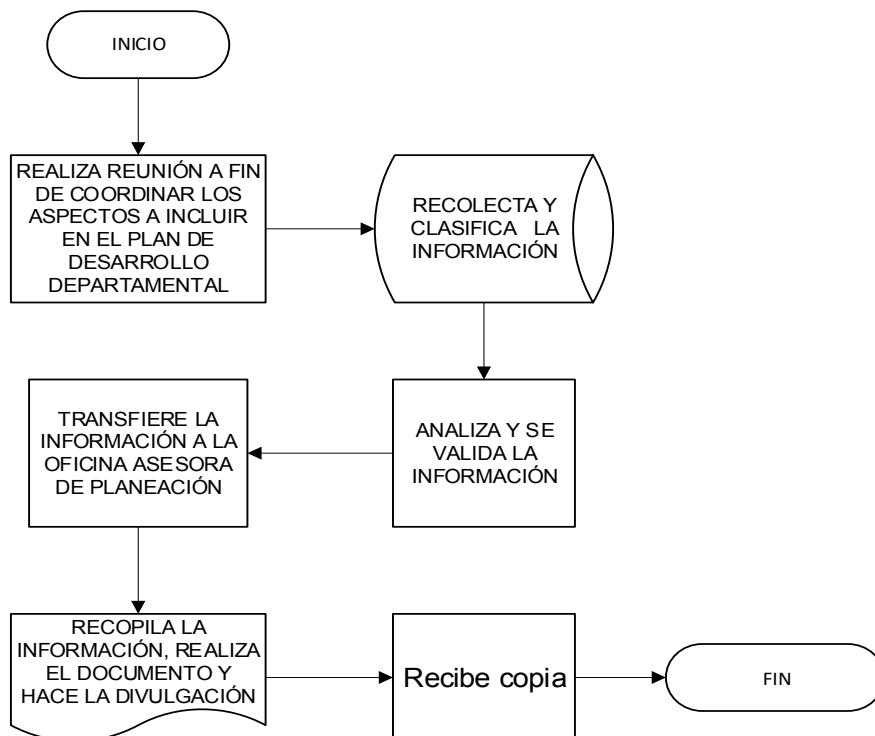 INICIO
REALIZA REUNIÓN A FIN
DE COORDINAR LOS
ASPECTOS A INCLUIR
EN EL PLAN DE
DESARROLLO
DEPARTAMENTAL
RECOLECTA Y
CLASIFICA LA
INFORMACIÓN
ANALIZA Y SE
VALIDA LA
INFORMACIÓN
TRANSFIERE LA
INFORMACIÓN A LA
OFICINA ASESORA
DE PLANEACIÓN
RECOPILA LA
INFORMACIÓN, REALIZA
EL DOCUMENTO Y
HACE LA DIVULGACIÓN
Recibe copia
FIN